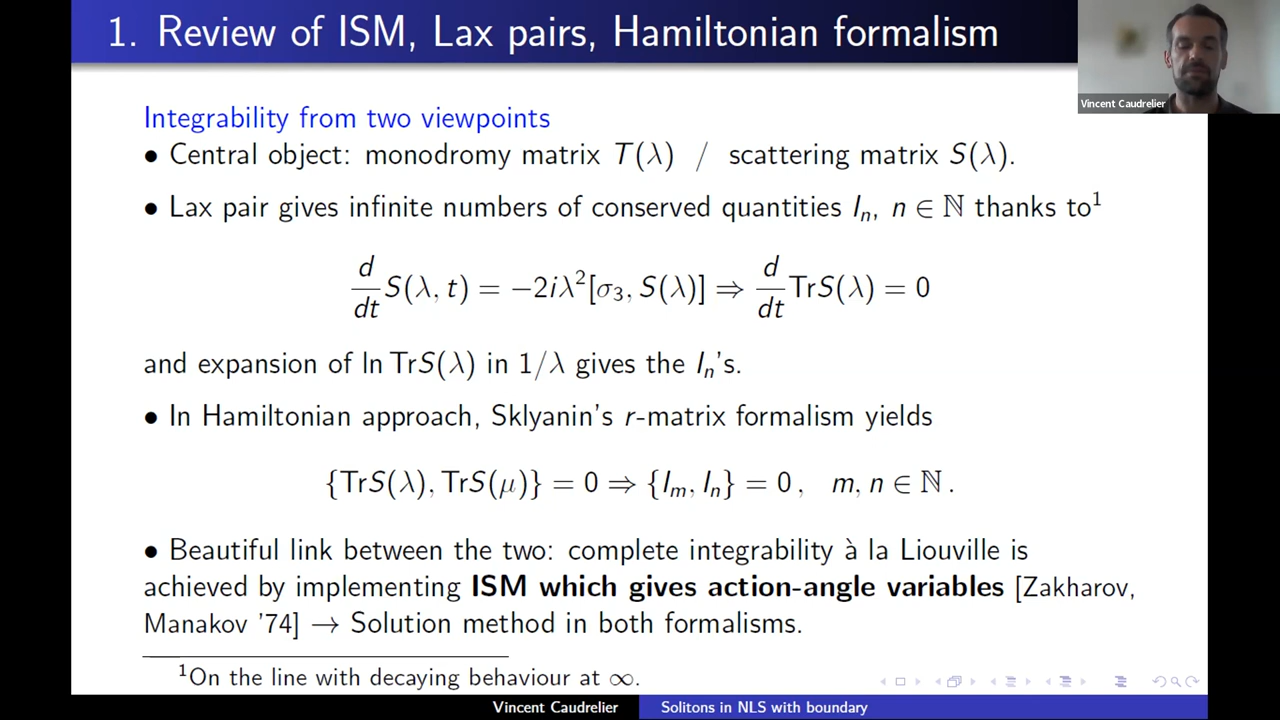 1. Review of ISM, Lax pairs, Hamiltonian formalism
Vincent Caudrelier
Integrability from two viewpoints
• Central object: monodromy matrix T(λ) / scattering matrix S(λ).
• Lax pair gives infinite numbers of conserved quantities Iₙ, n ∈ ℕ thanks to¹
d/dt S(λ, t) = −2iλ²[σ₃, S(λ)] ⇒ d/dt TrS(λ) = 0
and expansion of ln TrS(λ) in 1/λ gives the Iₙ's.
• In Hamiltonian approach, Sklyanin's r-matrix formalism yields
{TrS(λ), TrS(μ)} = 0 ⇒ {Iₘ, Iₙ} = 0 , m, n ∈ ℕ .
• Beautiful link between the two: complete integrability à la Liouville is
achieved by implementing ISM which gives action-angle variables [Zakharov,
Manakov '74] → Solution method in both formalisms.
¹On the line with decaying behaviour at ∞.
Vincent Caudrelier Solitons in NLS with boundary